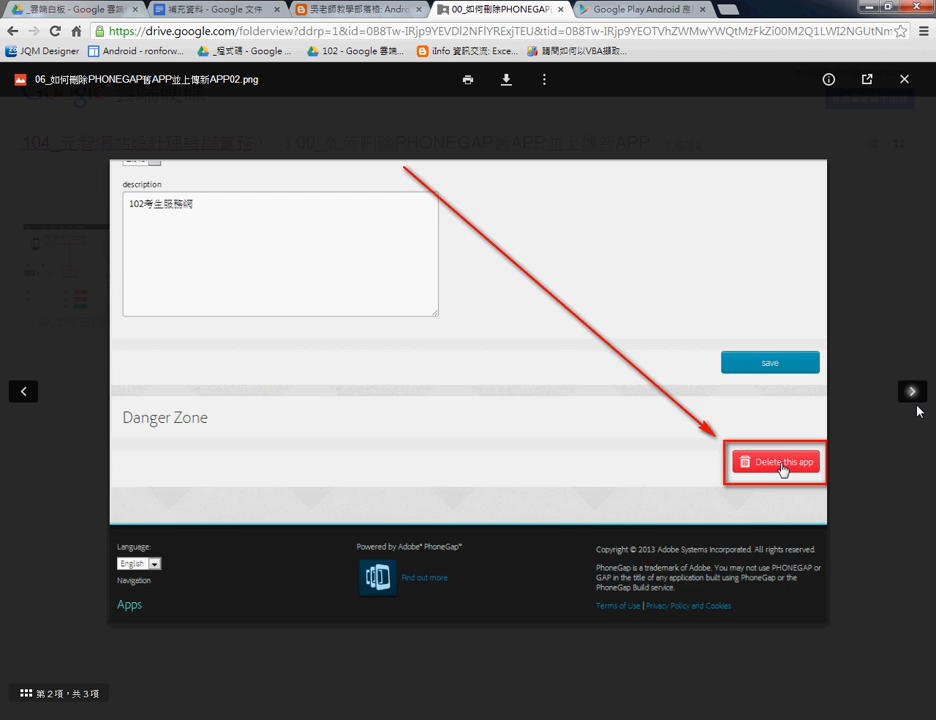 _雲端白板 - Google 雲端
補充資料 - Google 文件
吳老師教學部落格: Andro
00_如何刪除PHONEGAP
Google Play Android 應
https://drive.google.com/folderview?ddrp=1&id=0B8Tw-IRjp9YEVDl2NFlYRExjTEU&tid=0B8Tw-IRjp9YEOTVhZWMwYWQtMzFkZi00M2Q1LWI2NGUtNm
JQM Designer
Android - ronforw...
_程式碼 - Google ...
102 - Google 雲端...
iInfo 資訊交流: Exce...
請問如何以VBA擷取...
06_如何刪除PHONEGAP舊APP並上傳新APP02.png
Google 雲端硬碟
00_如何刪除PHONEGAP舊APP並上傳新APP
description
102考生服務網
save
Danger Zone
Delete this app
Language:
English
Navigation
Apps
Powered by Adobe® PhoneGap™
Find out more
Copyright © 2013 Adobe Systems Incorporated. All rights reserved.
PhoneGap is a trademark of Adobe. You may not use PHONEGAP or
GAP in the title of any application built using PhoneGap or the
PhoneGap Build service.
Terms of Use | Privacy Policy and Cookies
第 2 項，共 3 項